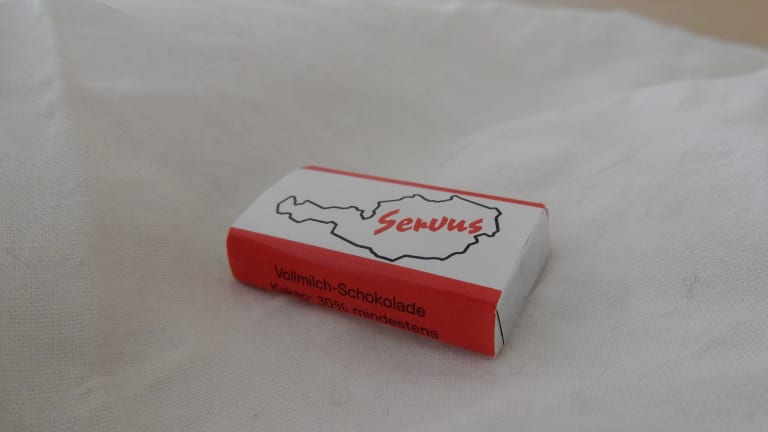 Servus
Vollmilch-Schokolade
Kakao: 30% mindestens